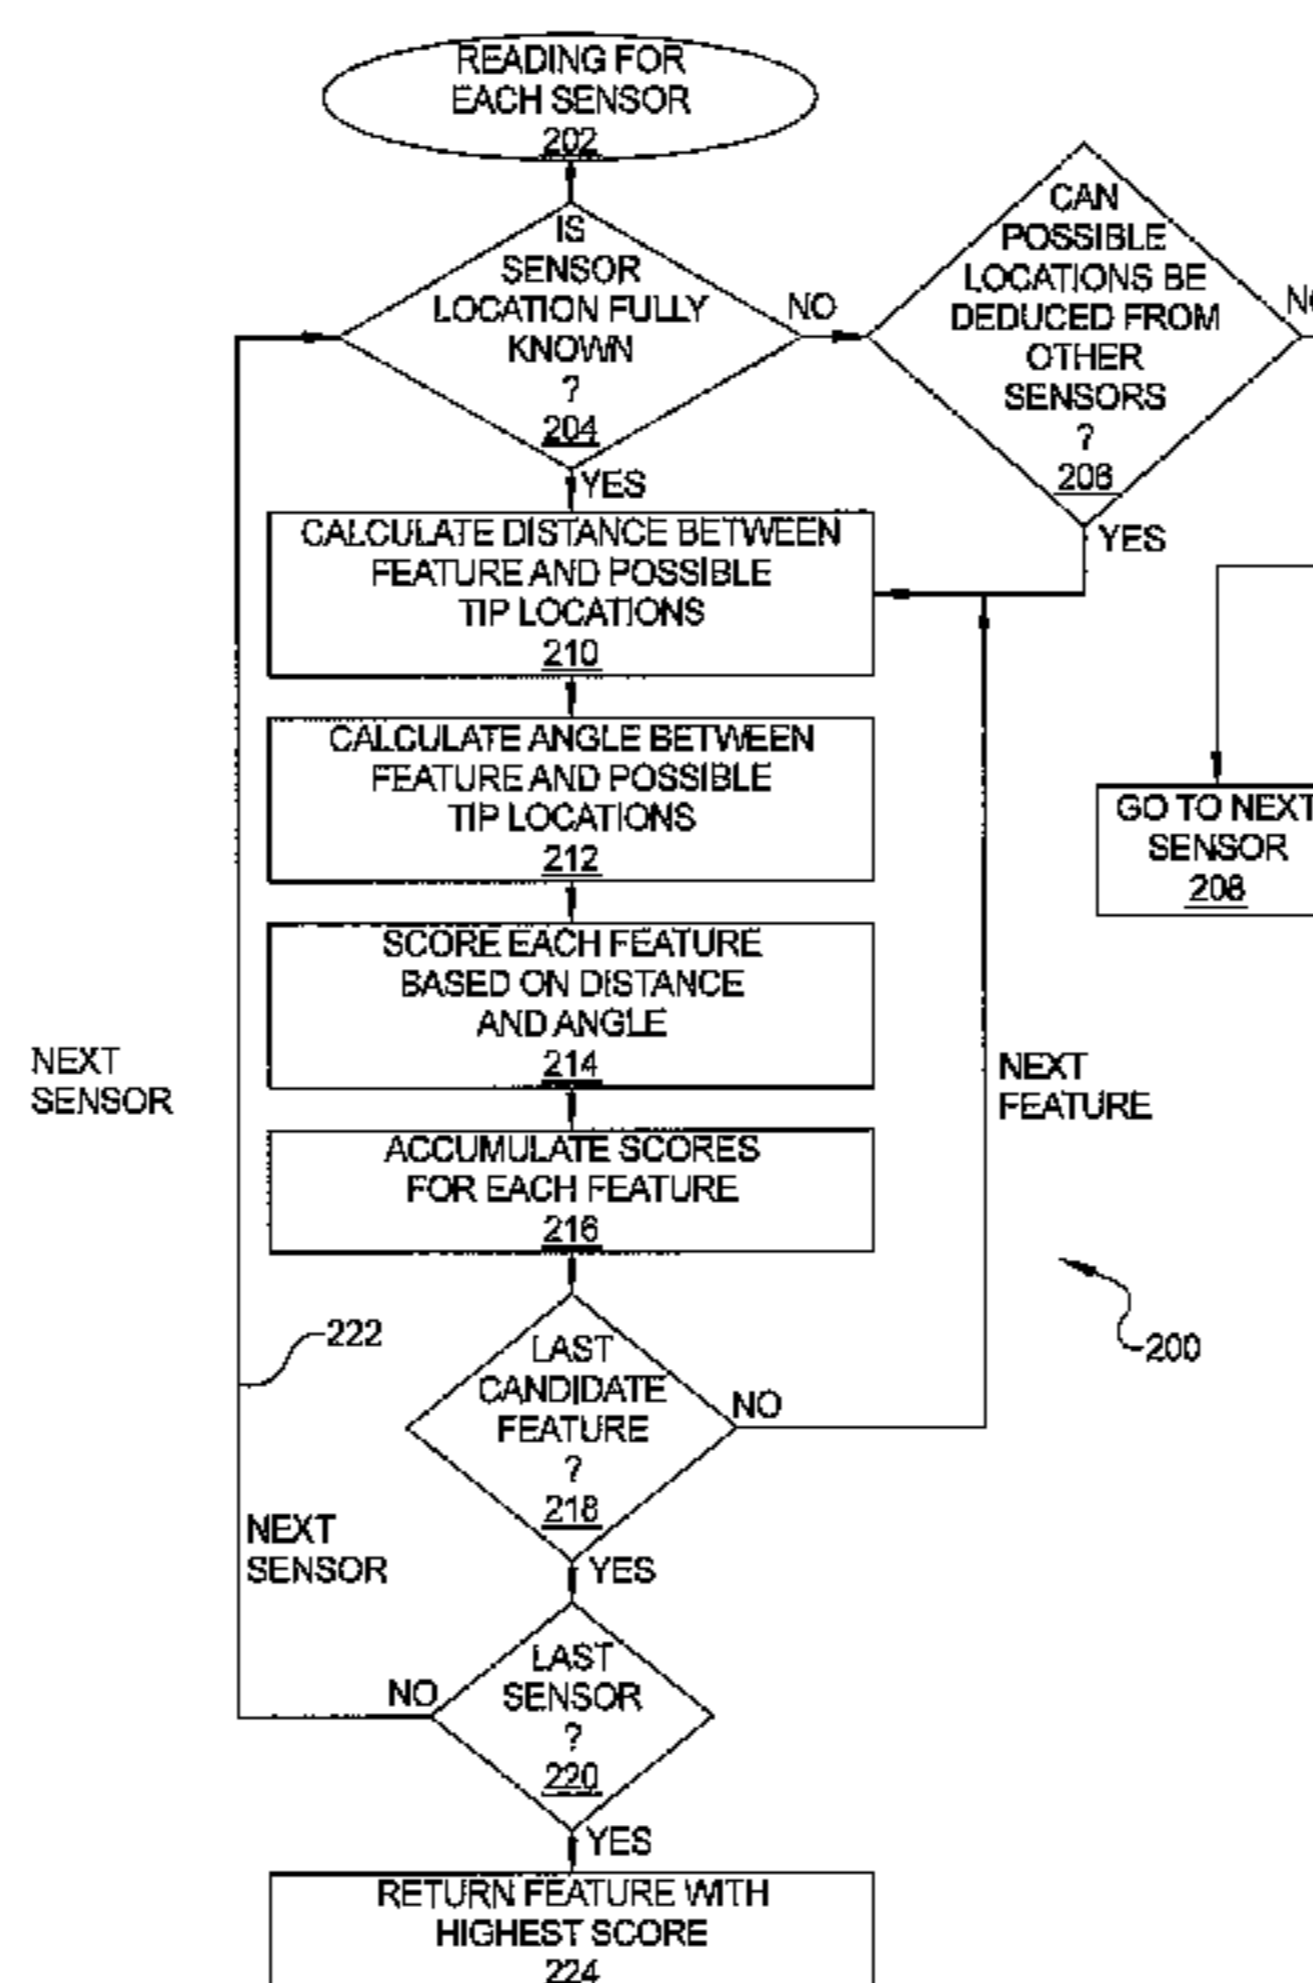 READING FOR
EACH SENSOR
202
IS
SENSOR
LOCATION FULLY
KNOWN
?
204
NO
YES
CAN
POSSIBLE
LOCATIONS BE
DEDUCED FROM
OTHER
SENSORS
?
206
NO
YES
GO TO NEXT
SENSOR
208
CALCULATE DISTANCE BETWEEN
FEATURE AND POSSIBLE
TIP LOCATIONS
210
CALCULATE ANGLE BETWEEN
FEATURE AND POSSIBLE
TIP LOCATIONS
212
SCORE EACH FEATURE
BASED ON DISTANCE
AND ANGLE
214
NEXT
SENSOR
NEXT
FEATURE
ACCUMULATE SCORES
FOR EACH FEATURE
216
222
200
LAST
CANDIDATE
FEATURE
?
218
NO
YES
NEXT
SENSOR
LAST
SENSOR
?
220
NO
YES
RETURN FEATURE WITH
HIGHEST SCORE
224